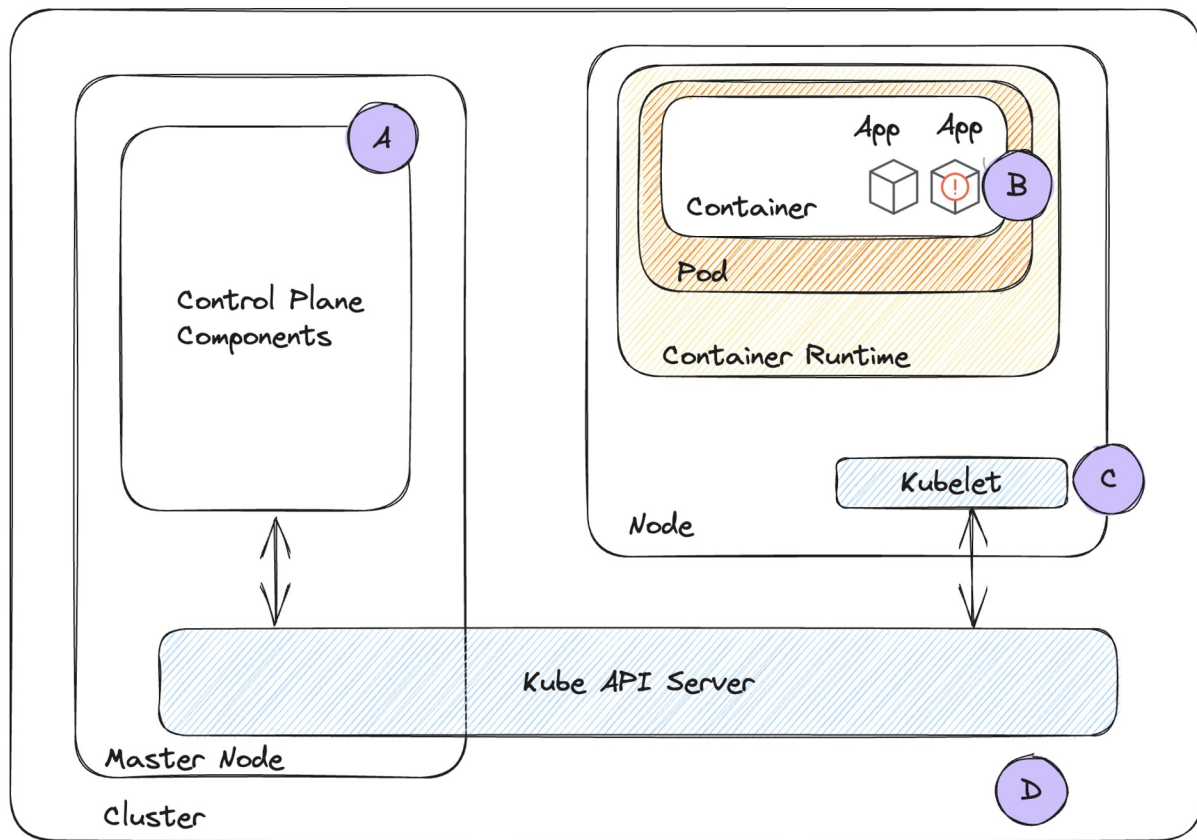 A
Control Plane
Components
Master Node
Cluster
App App
!
B
Container
Pod
Container Runtime
Kubelet
C
Node
Kube API Server
D